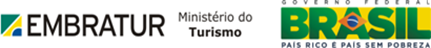 EMBRATUR
Ministério do
Turismo
GOVERNO FEDERAL
BRASIL
PAÍS RICO É PAÍS SEM POBREZA